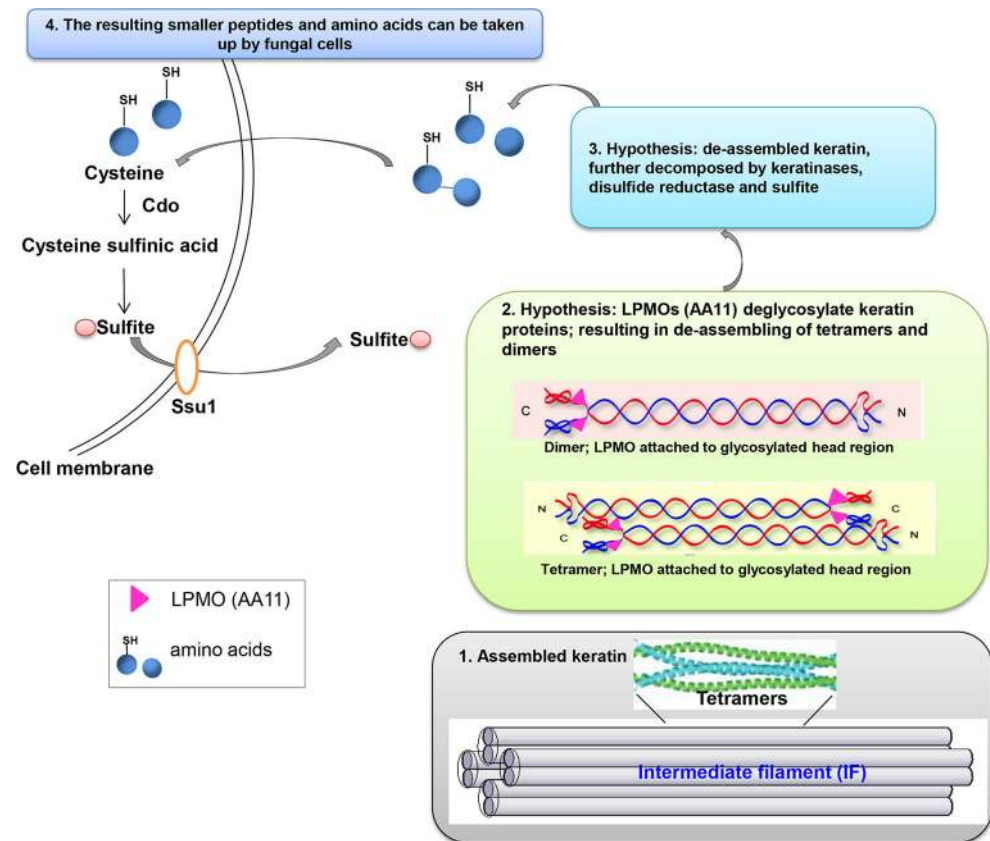 4. The resulting smaller peptides and amino acids can be taken
up by fungal cells
SH
SH
Cysteine
Cdo
Cysteine sulfinic acid
Sulfite
Ssu1
Sulfite
Cell membrane
SH
SH
3. Hypothesis: de-assembled keratin,
further decomposed by keratinases,
disulfide reductase and sulfite
2. Hypothesis: LPMOs (AA11) deglycosylate keratin
proteins; resulting in de-assembling of tetramers and
dimers
C
N
Dimer; LPMO attached to glycosylated head region
N
C
C
N
Tetramer; LPMO attached to glycosylated head region
LPMO (AA11)
SH
amino acids
1. Assembled keratin
Tetramers
Intermediate filament (IF)